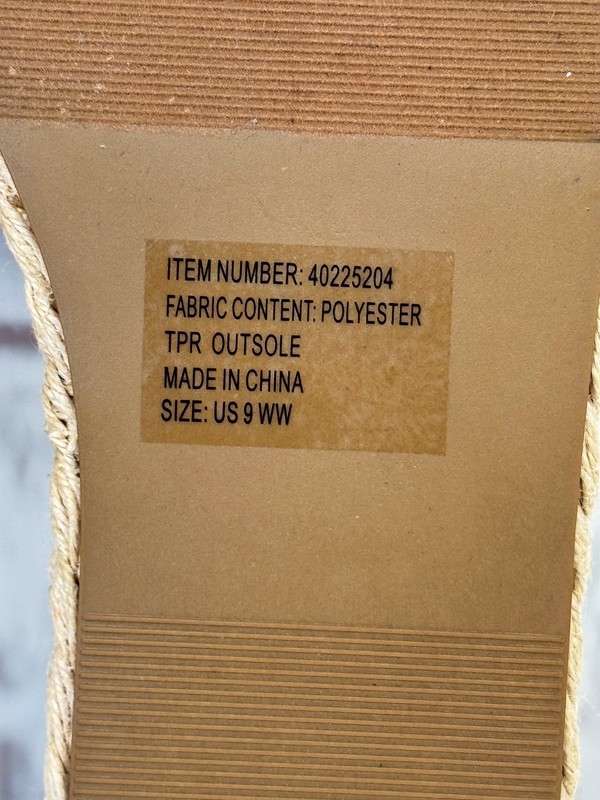 ITEM NUMBER: 40225204
FABRIC CONTENT: POLYESTER
TPR OUTSOLE
MADE IN CHINA
SIZE: US 9 WW